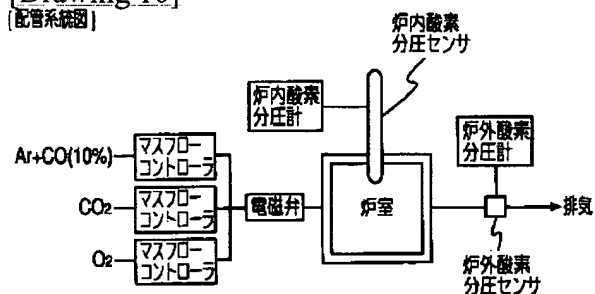 [Drawing 10]
[配管系統図]
炉内酸素
分圧センサ
炉内酸素
分圧計
炉外酸素
分圧計
Ar+CO(10%)
マスフロー
コントローラ
CO2
マスフロー
コントローラ
電磁弁
炉室
排気
O2
マスフロー
コントローラ
炉外酸素
分圧センサ